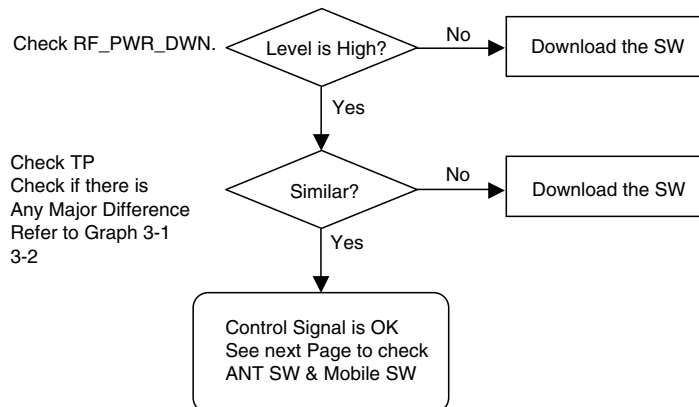 Check RF_PWR_DWN.
Level is High?
No
Download the SW
Yes
Check TP
Check if there is
Any Major Difference
Refer to Graph 3-1
3-2
Similar?
No
Download the SW
Yes
Control Signal is OK
See next Page to check
ANT SW & Mobile SW